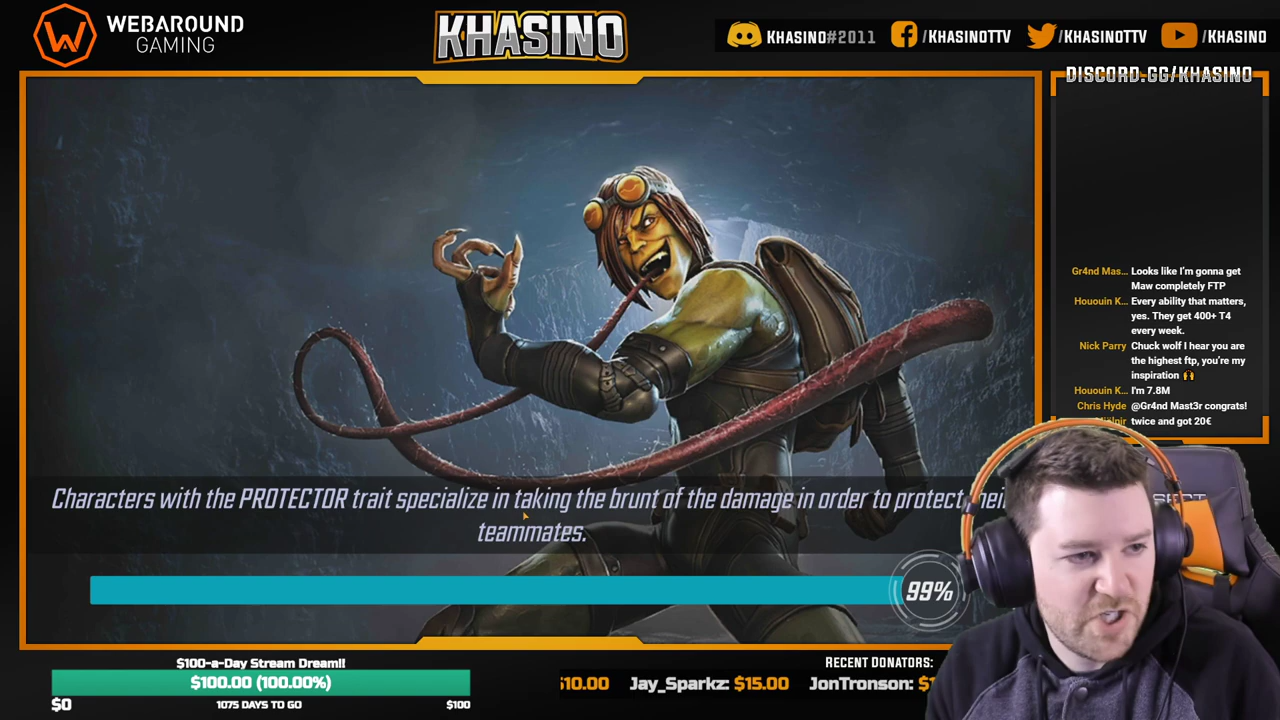 WEBAROUND
GAMING
KHASINO
KHASINO#2011
/KHASINOTTV
/KHASINOTTV
/KHASINO
DISCORD.GG/KHASINO
Gr4nd Mas... Looks like I'm gonna get
Maw completely FTP
Hououin K... Every ability that matters,
yes. They get 400+ T4
every week.
Nick Parry Chuck wolf I hear you are
the highest ftp, you're my
inspiration 🙌
Hououin K... I'm 7.8M
Chris Hyde @Gr4nd Mast3r congrats!
twice and got 20€
Characters with the PROTECTOR trait specialize in taking the brunt of the damage in order to protect
teammates.
99%
$100-a-Day Stream Dream!!
$100.00 (100.00%)
$0
1075 DAYS TO GO
$100
RECENT DONATORS:
$10.00 Jay_Sparkz: $15.00 JonTronson: